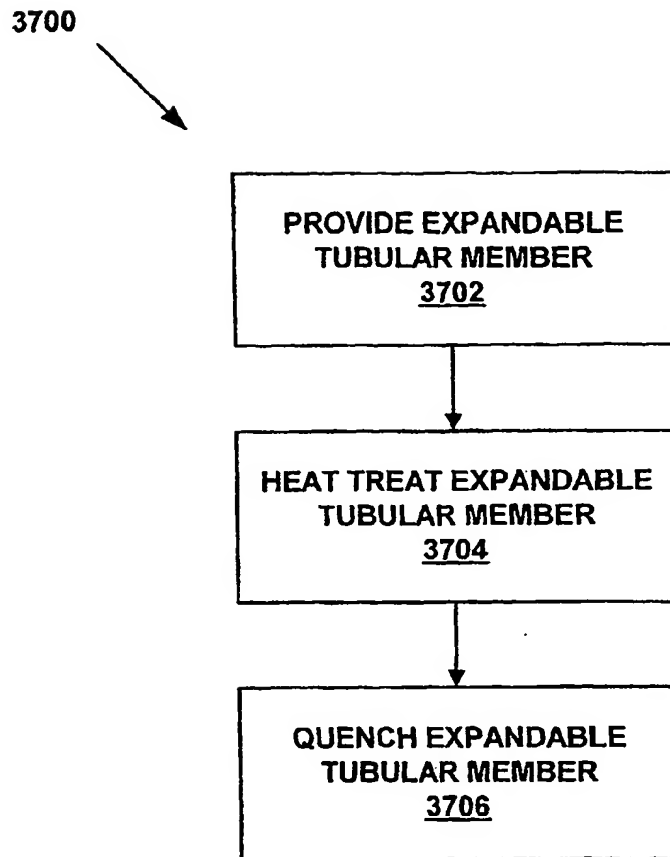 3700
PROVIDE EXPANDABLE
TUBULAR MEMBER
3702
HEAT TREAT EXPANDABLE
TUBULAR MEMBER
3704
QUENCH EXPANDABLE
TUBULAR MEMBER
3706